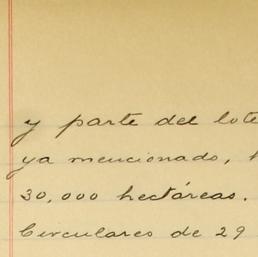 y parte del lote
ya mencionado,
30,000 hectáreas.
Circulares de 29